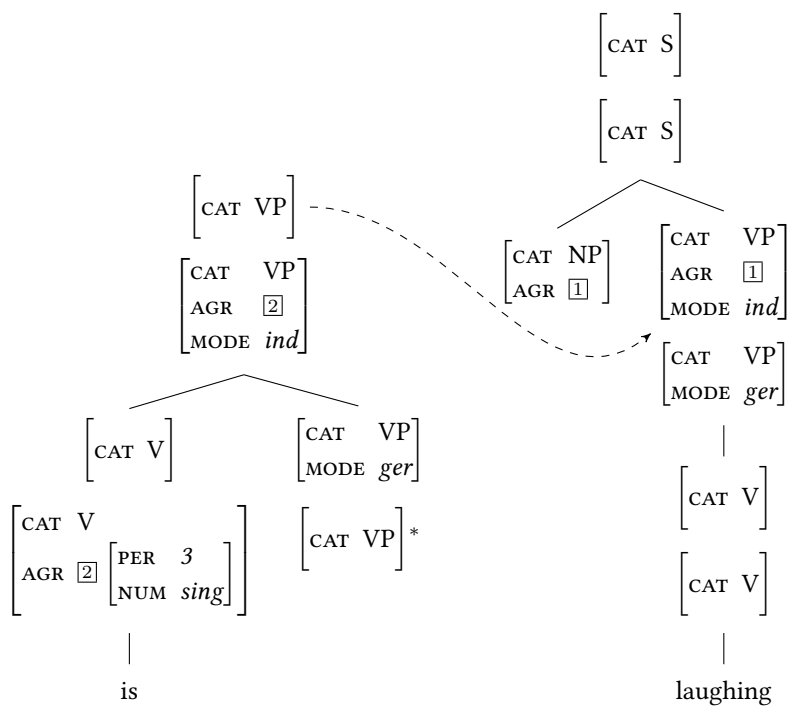 CAT S
CAT S
CAT VP
CAT VP
AGR 2
MODE ind
CAT V
CAT VP
MODE ger
CAT V
AGR 2 PER 3
NUM sing
CAT VP *
is
CAT NP
AGR 1
CAT VP
AGR 1
MODE ind
CAT VP
MODE ger
CAT V
CAT V
laughing